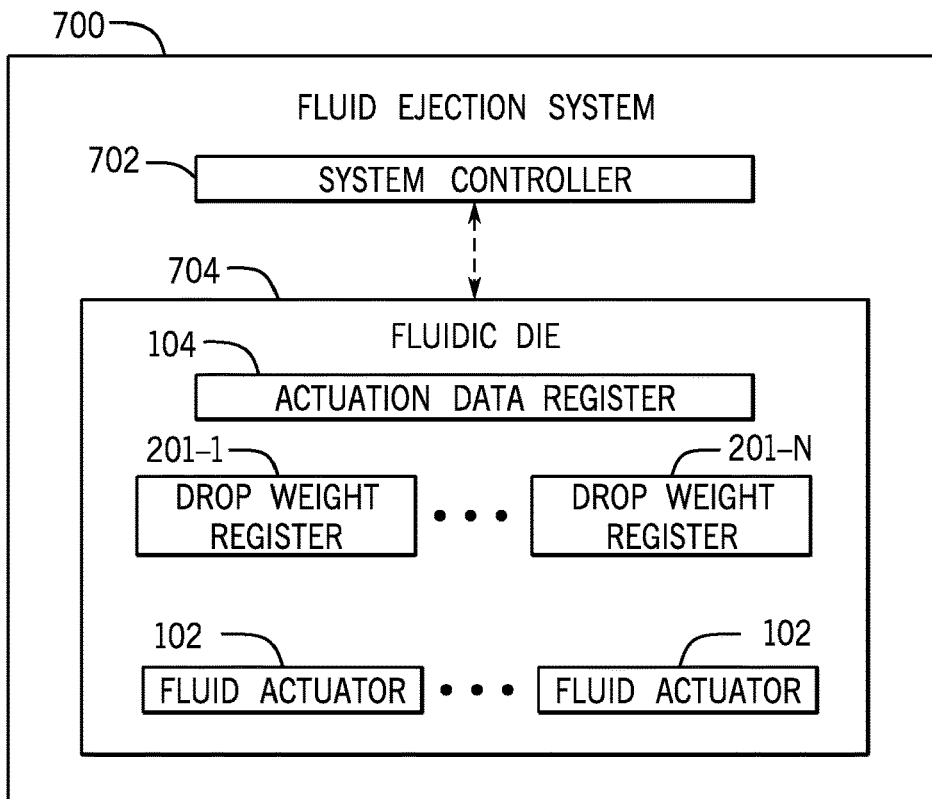 700
FLUID EJECTION SYSTEM
702
SYSTEM CONTROLLER
704
FLUIDIC DIE
104
ACTUATION DATA REGISTER
201-1
201-N
DROP WEIGHT
REGISTER
DROP WEIGHT
REGISTER
102
102
FLUID ACTUATOR
FLUID ACTUATOR